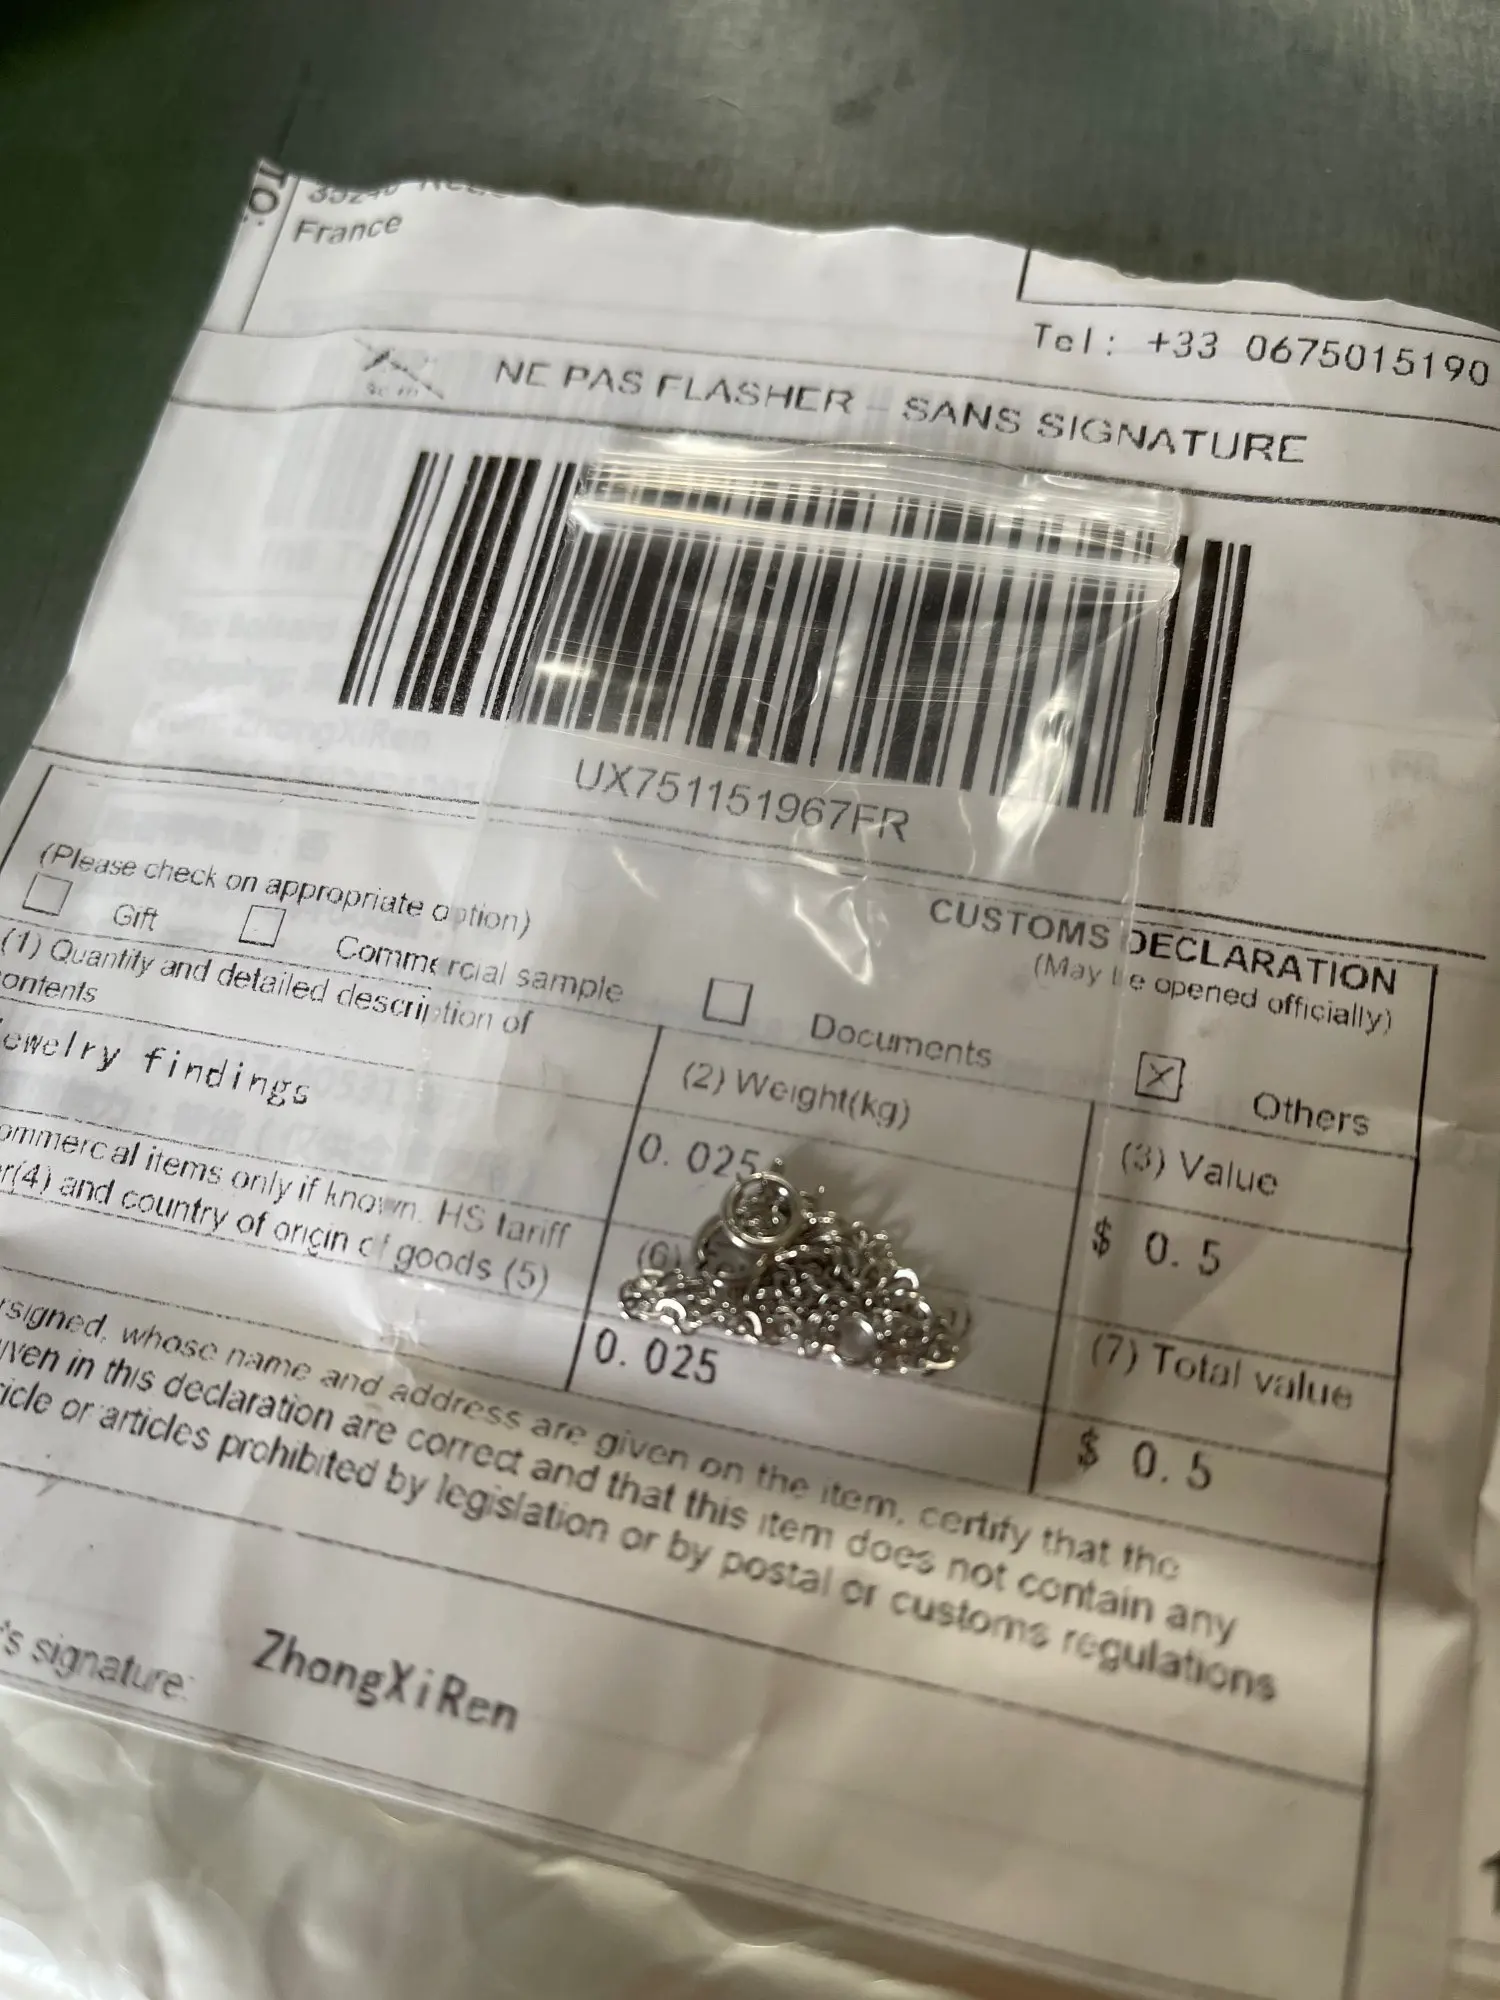 TO:
France
Tel: +33 0675015190
NE PAS FLASHER - SANS SIGNATURE
UX751151967FR
CUSTOMS DECLARATION
(May be opened officially)
(Please check on appropriate option)
Gift
Commercial sample
Documents
Others
(1) Quantity and detailed description of
ontents
(2) Weight(kg)
(3) Value
ewelry findings
0.025
$ 0.5
ommercal items only if known, HS tariff
r(4) and country of origin of goods (5)
(6)
(7) Total value
0.025
$ 0.5
rsigned, whose name and address are given on the item, certify that the
iven in this declaration are correct and that this item does not contain any
icle or articles prohibited by legislation or by postal or customs regulations
's signature:
ZhongXiRen